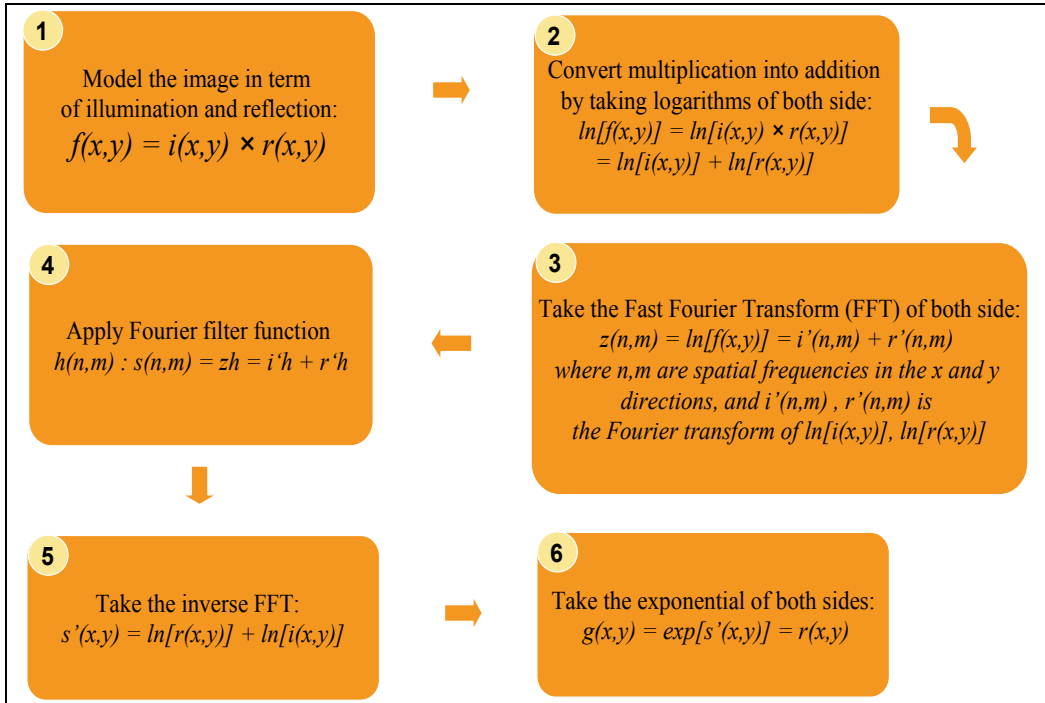 1
Model the image in term
of illumination and reflection:
f(x,y) = i(x,y) × r(x,y)
2
Convert multiplication into addition
by taking logarithms of both side:
ln[f(x,y)] = ln[i(x,y) × r(x,y)]
= ln[i(x,y)] + ln[r(x,y)]
3
Take the Fast Fourier Transform (FFT) of both side:
z(n,m) = ln[f(x,y)] = i’(n,m) + r’(n,m)
where n,m are spatial frequencies in the x and y
directions, and i’(n,m) , r’(n,m) is
the Fourier transform of ln[i(x,y)], ln[r(x,y)]
4
Apply Fourier filter function
h(n,m) : s(n,m) = zh = i‘h + r‘h
5
Take the inverse FFT:
s’(x,y) = ln[r(x,y)] + ln[i(x,y)]
6
Take the exponential of both sides:
g(x,y) = exp[s’(x,y)] = r(x,y)